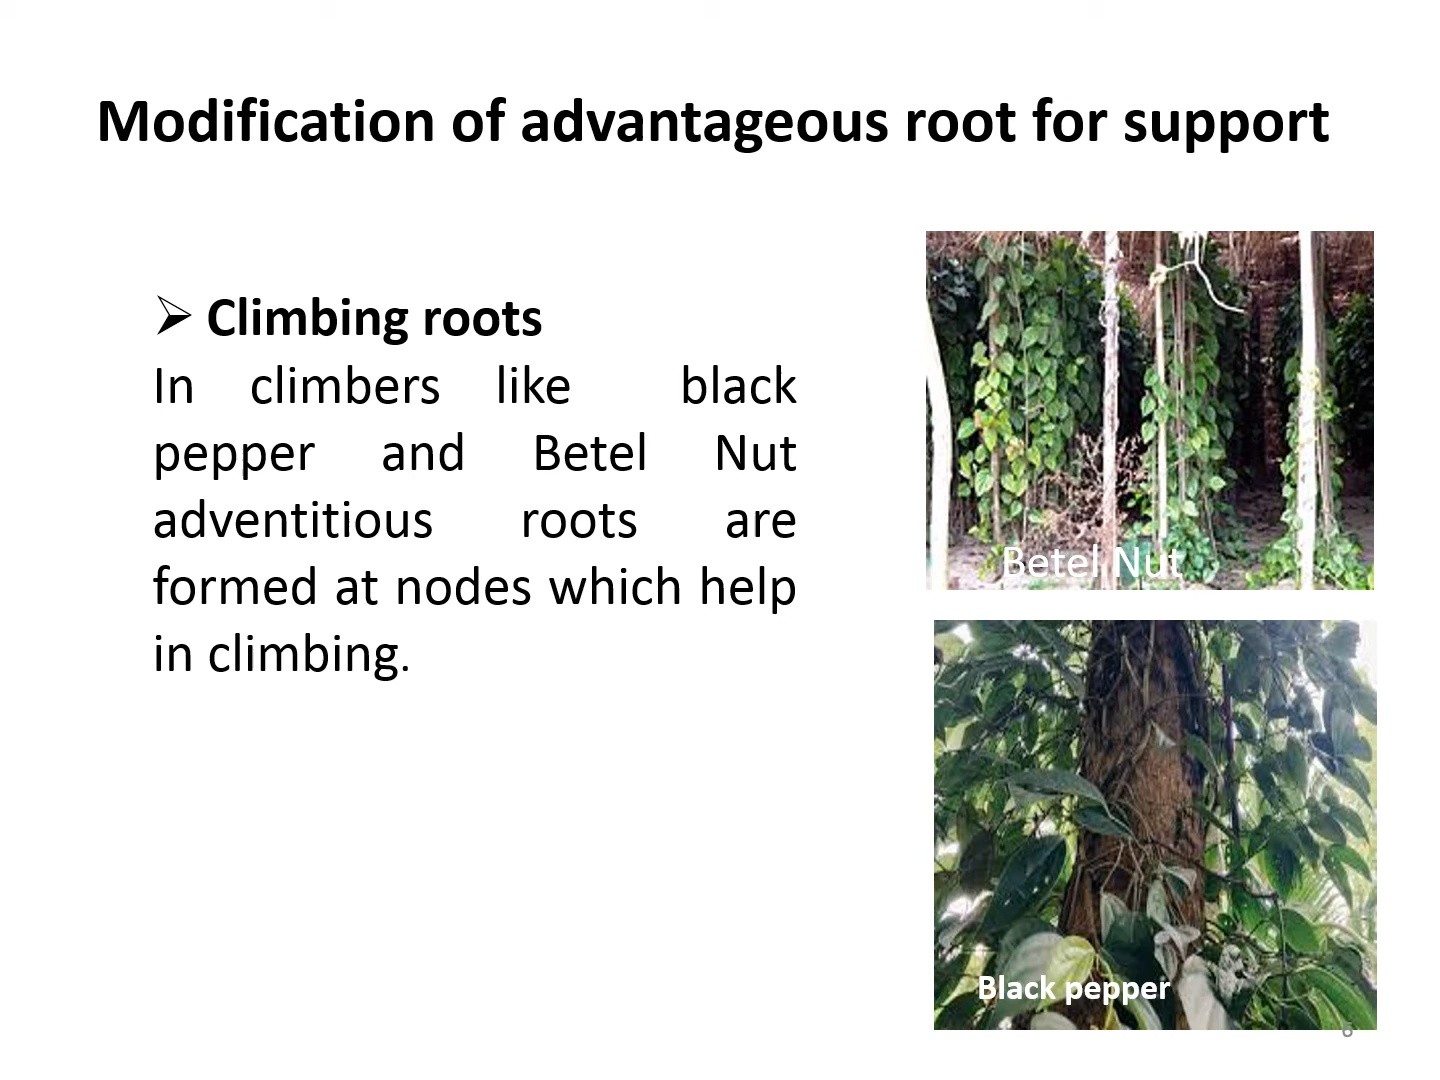 Modification of advantageous root for support
➢ Climbing roots
In climbers like black
pepper and Betel Nut
adventitious roots are
formed at nodes which help
in climbing.
Betel Nut
Black pepper
6